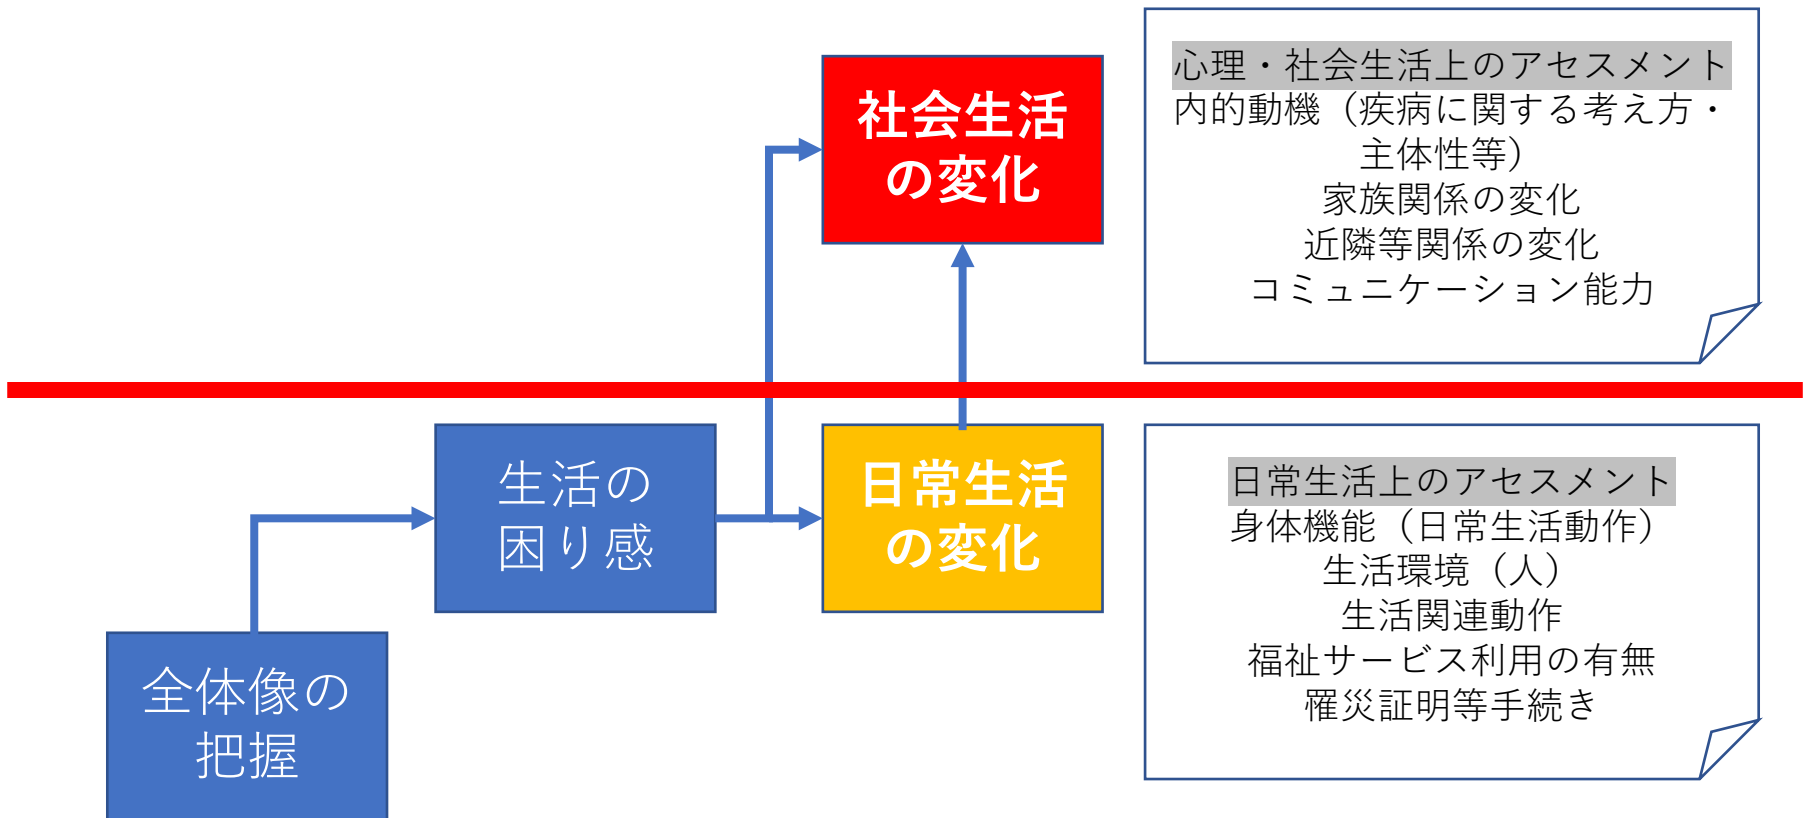 社会生活
の変化
心理・社会生活上のアセスメント
内的動機（疾病に関する考え方・
主体性等）
家族関係の変化
近隣等関係の変化
コミュニケーション能力
生活の
困り感
日常生活
の変化
日常生活上のアセスメント
身体機能（日常生活動作）
生活環境（人）
生活関連動作
福祉サービス利用の有無
罹災証明等手続き
全体像の
把握